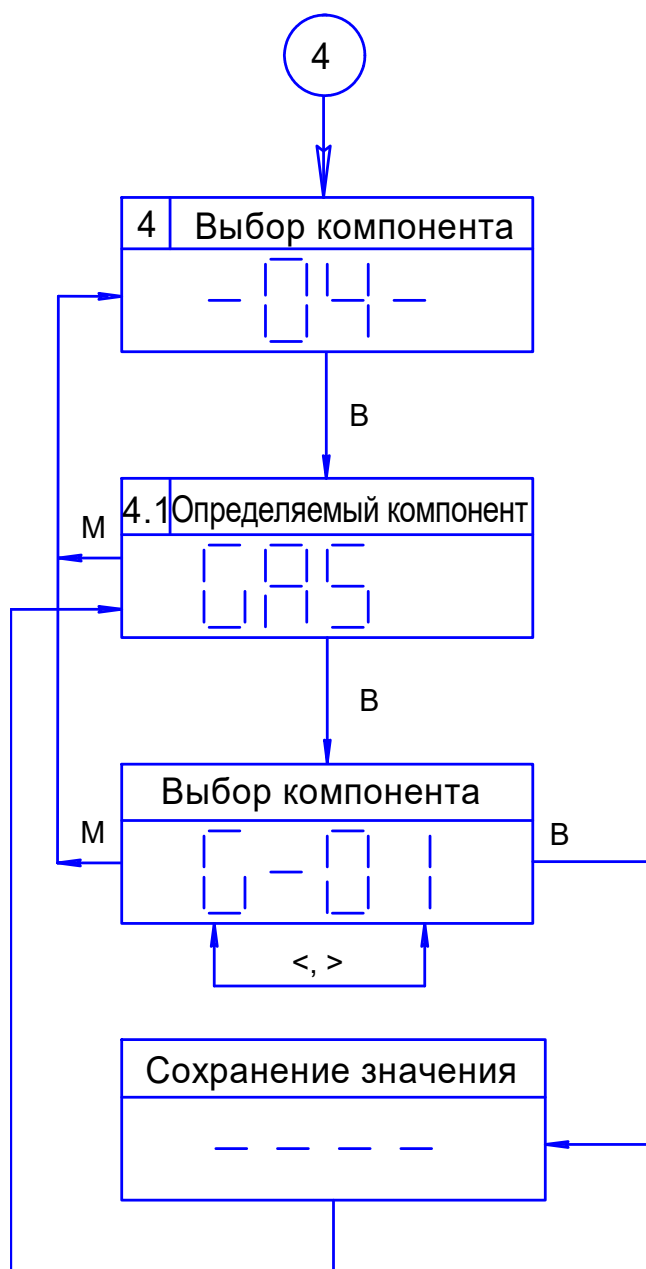 4
4 Выбор компонента
-04-
В
4.1 Определяемый компонент
М
GAS
В
Выбор компонента
М
В
G-01
<, >
Сохранение значения
– – – –